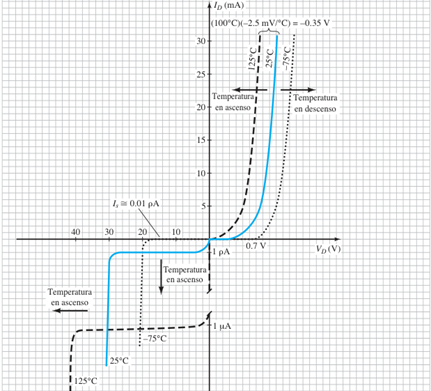 I_D (mA)
(100°C)(−2.5 mV/°C) = −0.35 V
30
125°C
25°C
−75°C
25
Temperatura
en ascenso
Temperatura
en descenso
20
15
10
5
I_s ≅ 0.01 pA
40
30
20
10
0
0.7 V
V_D (V)
1 pA
Temperatura
en ascenso
Temperatura
en ascenso
1 μA
−75°C
25°C
125°C